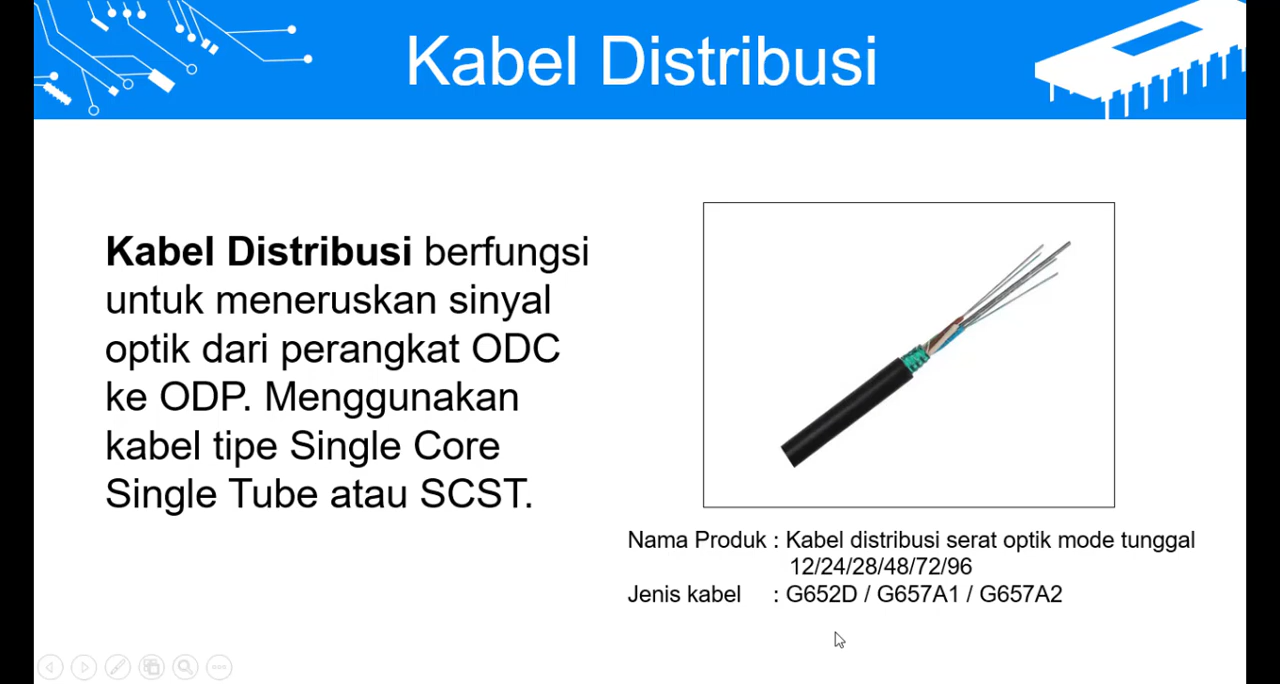 Kabel Distribusi
Kabel Distribusi berfungsi
untuk meneruskan sinyal
optik dari perangkat ODC
ke ODP. Menggunakan
kabel tipe Single Core
Single Tube atau SCST.
Nama Produk : Kabel distribusi serat optik mode tunggal
12/24/28/48/72/96
Jenis kabel : G652D / G657A1 / G657A2